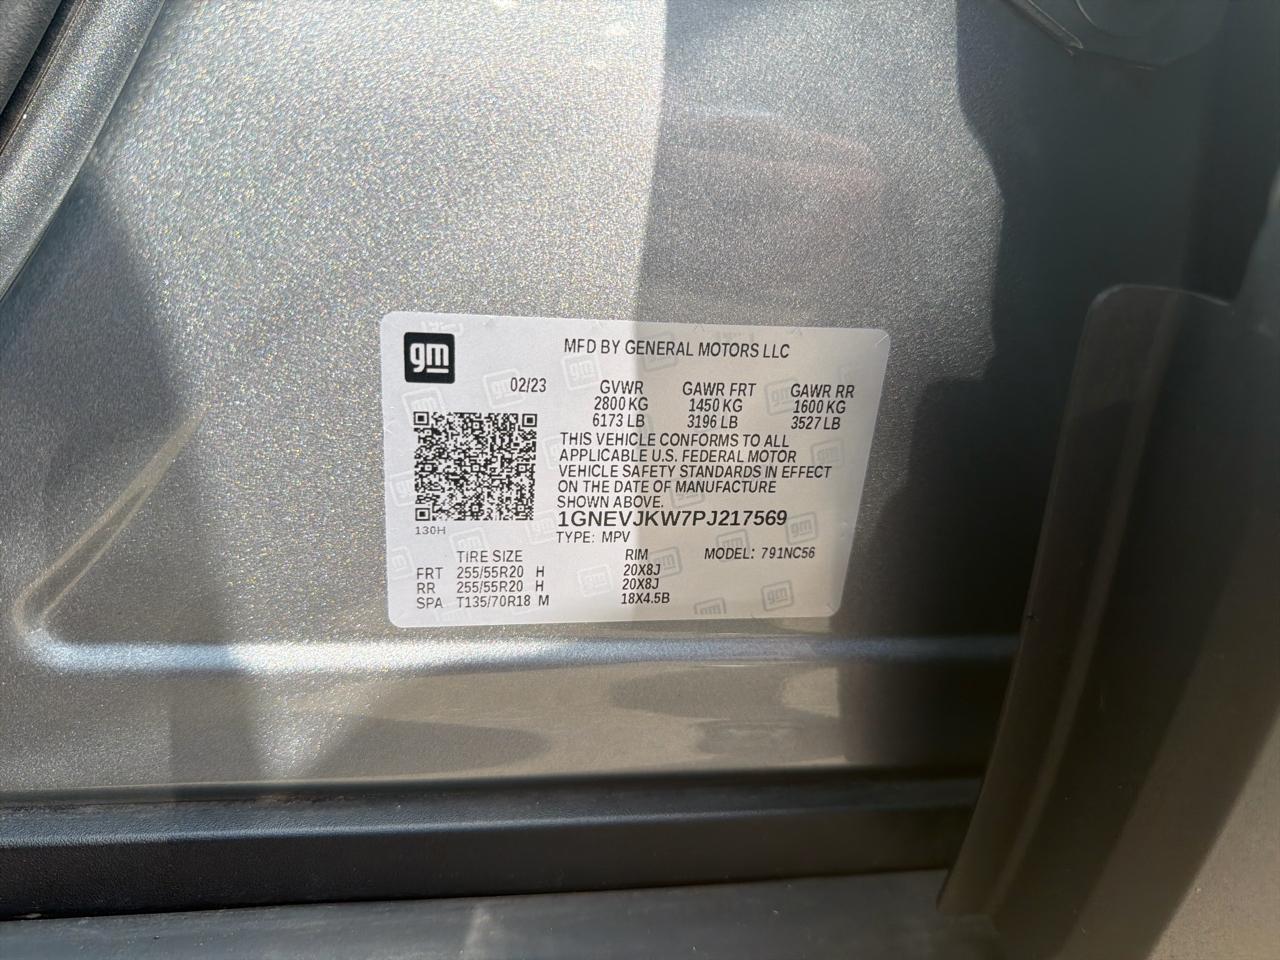 gm
MFD BY GENERAL MOTORS LLC
02/23 GVWR GAWR FRT GAWR RR
2800 KG 1450 KG 1600 KG
6173 LB 3196 LB 3527 LB
THIS VEHICLE CONFORMS TO ALL
APPLICABLE U.S. FEDERAL MOTOR
VEHICLE SAFETY STANDARDS IN EFFECT
ON THE DATE OF MANUFACTURE
SHOWN ABOVE.
1GNEVJKW7PJ217569
130H
TYPE: MPV
TIRE SIZE RIM MODEL: 791NC56
FRT 255/55R20 H 20X8J
RR 255/55R20 H 20X8J
SPA T135/70R18 M 18X4.5B